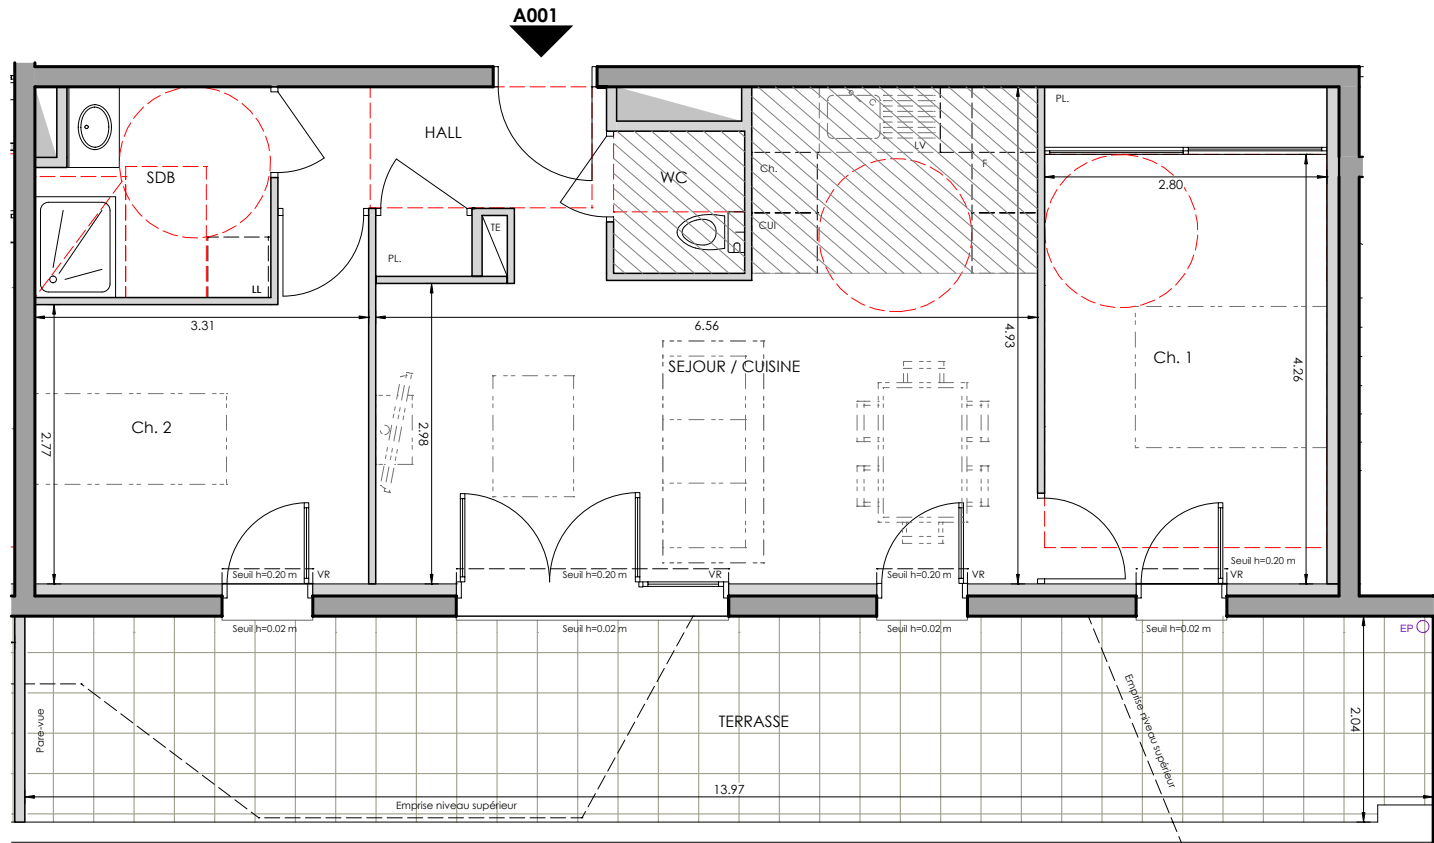 A001
PL.
HALL
LV
F
Ch.
SDB
WC
2.80
CUI
TE
PL.
LL
3.31
6.56
4.93
SEJOUR / CUISINE
Ch. 1
4.26
Ch. 2
2.77
2.98
Seuil h=0.20 m
VR
Seuil h=0.20 m
VR
Seuil h=0.20 m
VR
Seuil h=0.20 m
VR
Seuil h=0.02 m
Seuil h=0.02 m
Seuil h=0.02 m
Seuil h=0.02 m
EP
Pare-vue
TERRASSE
Emprise niveau supérieur
2.04
13.97
Emprise niveau supérieur